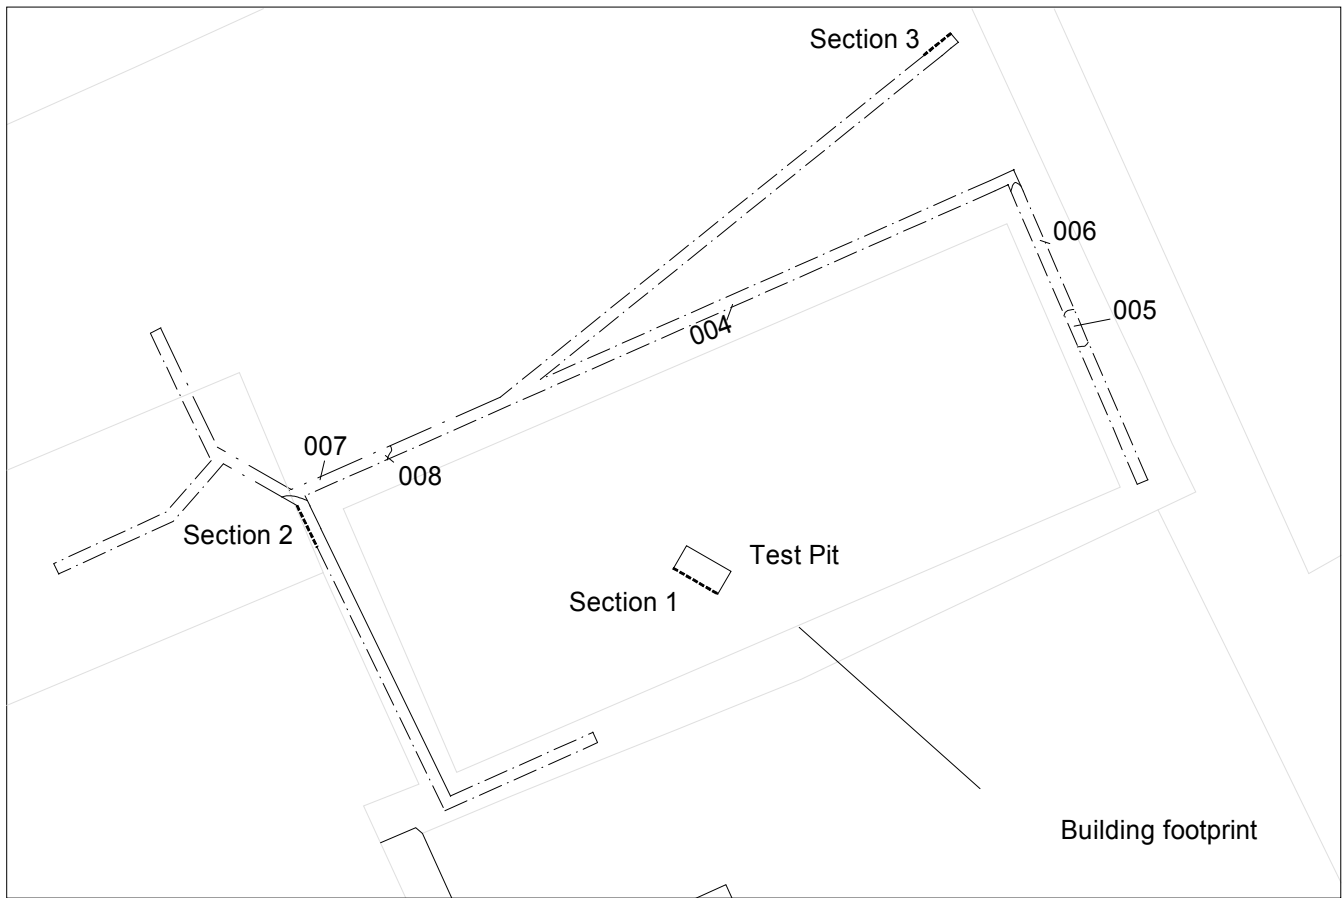 Section 3
006
005
004
007
008
Section 2
Test Pit
Section 1
Building footprint